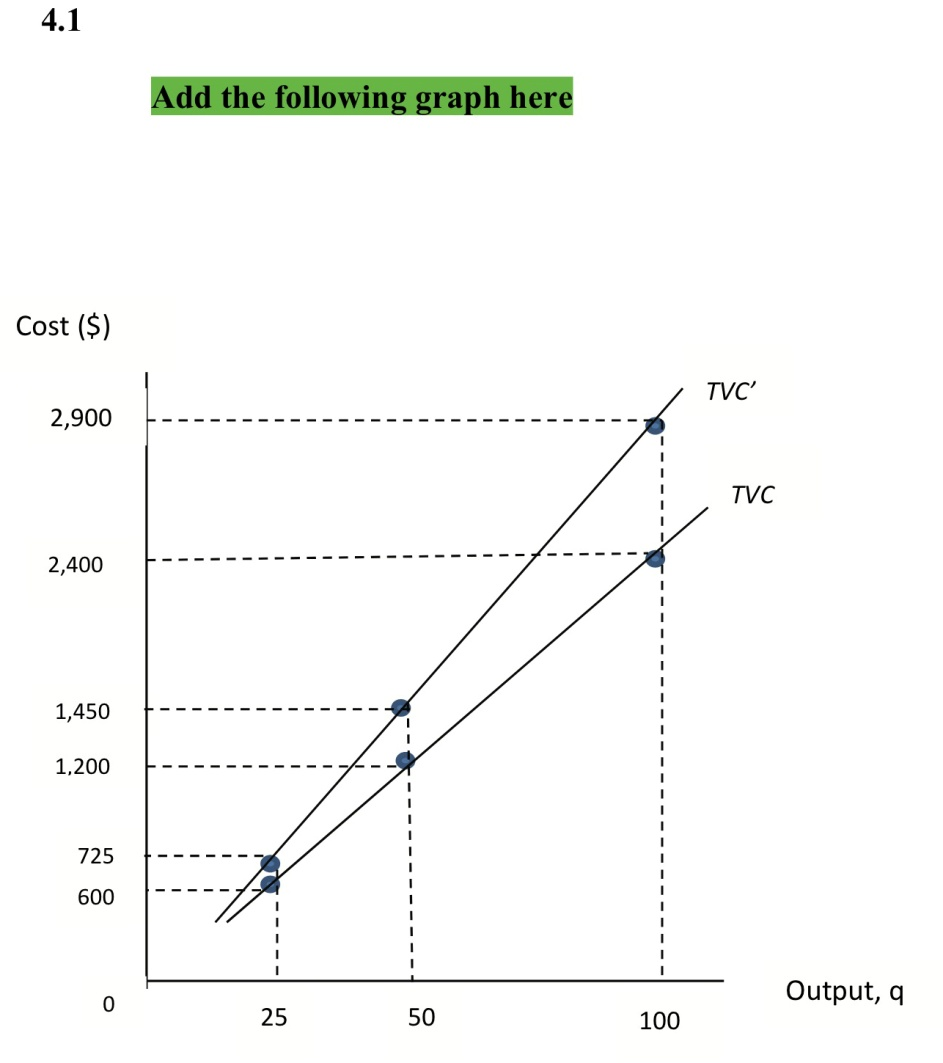 4.1
Add the following graph here
Cost ($)
TVC’
2,900
TVC
2,400
1,450
1,200
725
600
0
25 50 100
Output, q